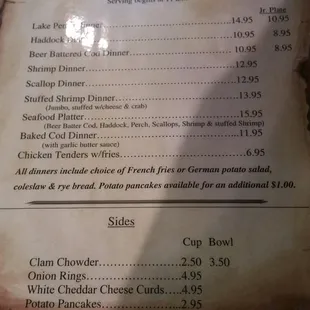 Serving begins
Jr. Plate
Lake Perch Dinner..........14.95 10.95
Haddock..........10.95 8.95
Beer Battered Cod Dinner..........10.95 8.95
Shrimp Dinner..........12.95
Scallop Dinner..........12.95
Stuffed Shrimp Dinner..........13.95
(Jumbo, stuffed w/cheese & crab)
Seafood Platter..........15.95
(Beer Batter Cod, Haddock, Perch, Scallops, Shrimp & stuffed Shrimp)
Baked Cod Dinner..........11.95
(with garlic butter sauce)
Chicken Tenders w/fries..........6.95
All dinners include choice of French fries or German potato salad,
coleslaw & rye bread. Potato pancakes available for an additional $1.00.
Sides
Cup Bowl
Clam Chowder..........2.50 3.50
Onion Rings..........4.95
White Cheddar Cheese Curds.....4.95
Potato Pancakes..........2.95